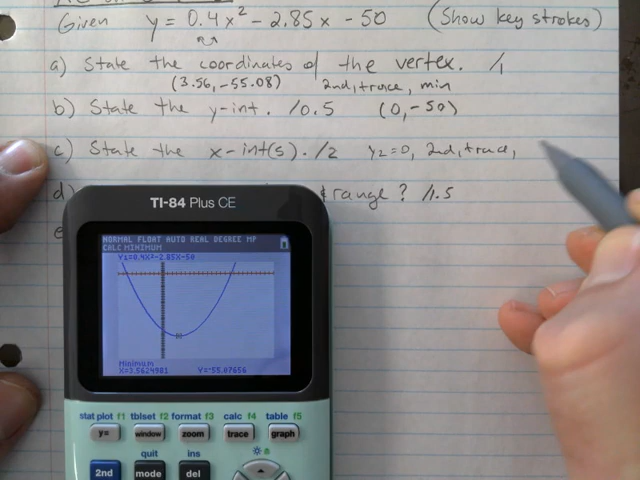 Given y = 0.4x² - 2.85x - 50 (Show key strokes)
a) State the coordinates of the vertex. /1
(3.56, -55.08) 2nd, trace, min
b) State the y-int. /0.5 (0, -50)
c) State the x-int(s). /2 y2=0, 2nd, trace,
d) & range? /1.5
e
TI-84 Plus CE
NORMAL FLOAT AUTO REAL DEGREE MP
CALC MINIMUM
Y1=0.4X²-2.85X-50
Minimum
X=3.5624981 Y=-55.07656
stat plot f1 tblset f2 format f3 calc f4 table f5
y= window zoom trace graph
quit ins
2nd mode del